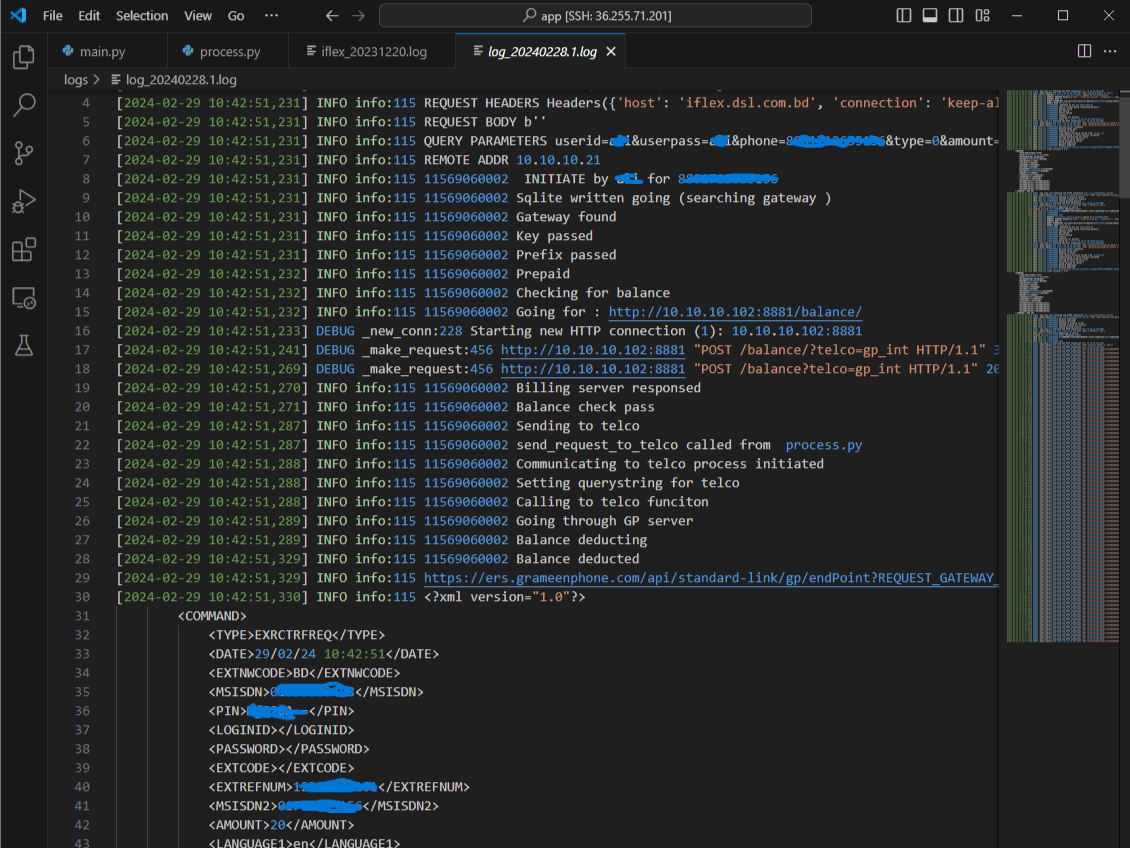 File Edit Selection View Go ··· app [SSH: 36.255.71.201]
main.py process.py iflex_20231220.log log_20240228.1.log
logs > log_20240228.1.log
4 [2024-02-29 10:42:51,231] INFO info:115 REQUEST HEADERS Headers({'host': 'iflex.dsl.com.bd', 'connection': 'keep-al
5 [2024-02-29 10:42:51,231] INFO info:115 REQUEST BODY b''
6 [2024-02-29 10:42:51,231] INFO info:115 QUERY PARAMETERS userid= &userpass= &phone= &type=0&amount=
7 [2024-02-29 10:42:51,231] INFO info:115 REMOTE ADDR 10.10.10.21
8 [2024-02-29 10:42:51,231] INFO info:115 11569060002 INITIATE by for
9 [2024-02-29 10:42:51,231] INFO info:115 11569060002 Sqlite written going (searching gateway )
10 [2024-02-29 10:42:51,231] INFO info:115 11569060002 Gateway found
11 [2024-02-29 10:42:51,231] INFO info:115 11569060002 Key passed
12 [2024-02-29 10:42:51,231] INFO info:115 11569060002 Prefix passed
13 [2024-02-29 10:42:51,232] INFO info:115 11569060002 Prepaid
14 [2024-02-29 10:42:51,232] INFO info:115 11569060002 Checking for balance
15 [2024-02-29 10:42:51,232] INFO info:115 11569060002 Going for : http://10.10.10.102:8881/balance/
16 [2024-02-29 10:42:51,233] DEBUG _new_conn:228 Starting new HTTP connection (1): 10.10.10.102:8881
17 [2024-02-29 10:42:51,241] DEBUG _make_request:456 http://10.10.10.102:8881 "POST /balance/?telco=gp_int HTTP/1.1" 3
18 [2024-02-29 10:42:51,269] DEBUG _make_request:456 http://10.10.10.102:8881 "POST /balance?telco=gp_int HTTP/1.1" 20
19 [2024-02-29 10:42:51,270] INFO info:115 11569060002 Billing server responsed
20 [2024-02-29 10:42:51,271] INFO info:115 11569060002 Balance check pass
21 [2024-02-29 10:42:51,287] INFO info:115 11569060002 Sending to telco
22 [2024-02-29 10:42:51,287] INFO info:115 11569060002 send_request_to_telco called from process.py
23 [2024-02-29 10:42:51,288] INFO info:115 11569060002 Communicating to telco process initiated
24 [2024-02-29 10:42:51,288] INFO info:115 11569060002 Setting querystring for telco
25 [2024-02-29 10:42:51,288] INFO info:115 11569060002 Calling to telco funciton
26 [2024-02-29 10:42:51,289] INFO info:115 11569060002 Going through GP server
27 [2024-02-29 10:42:51,289] INFO info:115 11569060002 Balance deducting
28 [2024-02-29 10:42:51,329] INFO info:115 11569060002 Balance deducted
29 [2024-02-29 10:42:51,329] INFO info:115 https://ers.grameenphone.com/api/standard-link/gp/endPoint?REQUEST_GATEWAY_
30 [2024-02-29 10:42:51,330] INFO info:115 <?xml version="1.0"?>
31 <COMMAND>
32 <TYPE>EXRCTRFREQ</TYPE>
33 <DATE>29/02/24 10:42:51</DATE>
34 <EXTNWCODE>BD</EXTNWCODE>
35 <MSISDN> </MSISDN>
36 <PIN> </PIN>
37 <LOGINID></LOGINID>
38 <PASSWORD></PASSWORD>
39 <EXTCODE></EXTCODE>
40 <EXTREFNUM> </EXTREFNUM>
41 <MSISDN2> </MSISDN2>
42 <AMOUNT>20</AMOUNT>
43 <LANGUAGE1>en</LANGUAGE1>